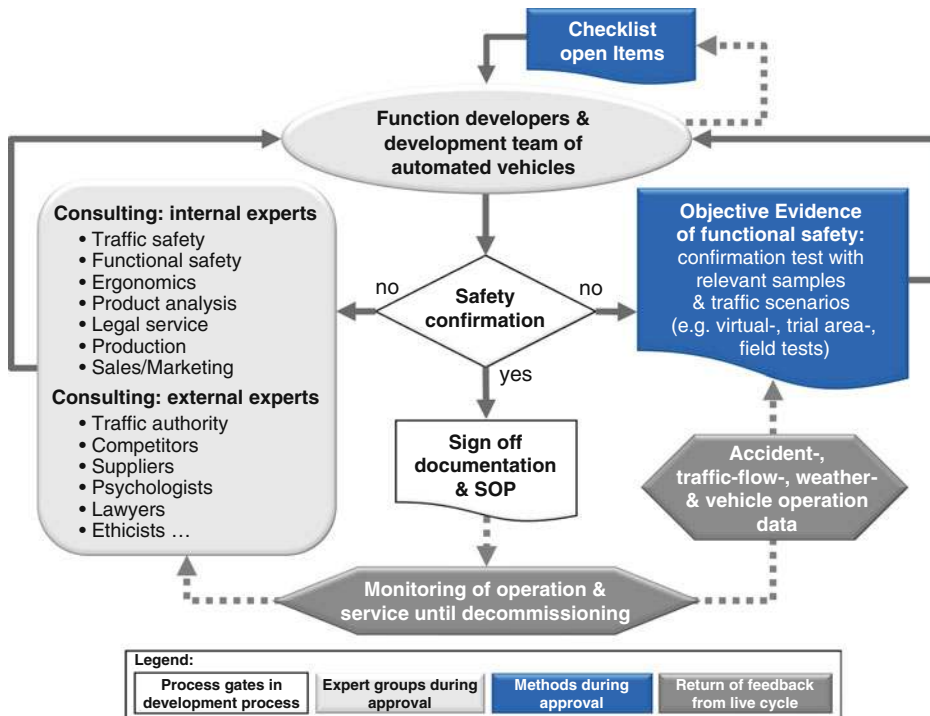 Checklist
open Items
Function developers &
development team of
automated vehicles
Consulting: internal experts
• Traffic safety
• Functional safety
• Ergonomics
• Product analysis
• Legal service
• Production
• Sales/Marketing
Consulting: external experts
• Traffic authority
• Competitors
• Suppliers
• Psychologists
• Lawyers
• Ethicists …
no
Safety
confirmation
no
yes
Objective Evidence
of functional safety:
confirmation test with
relevant samples
& traffic scenarios
(e.g. virtual-, trial area-,
field tests)
Sign off
documentation
& SOP
Accident-,
traffic-flow-, weather-
& vehicle operation
data
Monitoring of operation &
service until decommissioning
Legend:
Process gates in
development process
Expert groups during
approval
Methods during
approval
Return of feedback
from live cycle